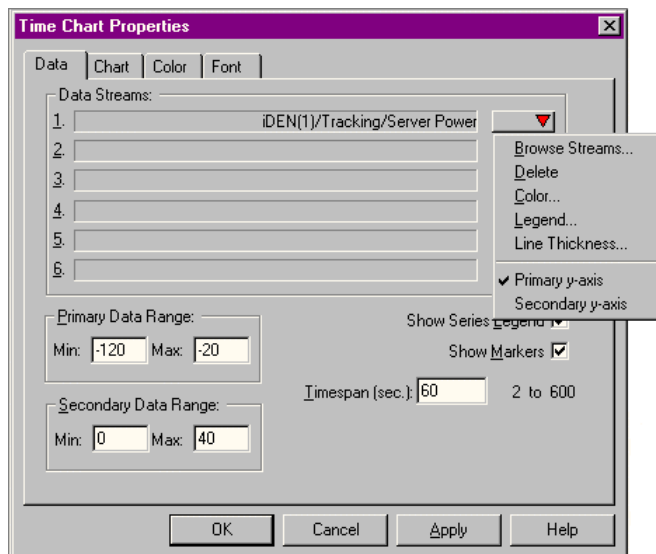 Time Chart Properties
Data Chart Color Font
Data Streams:
1. iDEN(1)/Tracking/Server Power
2.
3.
4.
5.
6.
Browse Streams...
Delete
Color...
Legend...
Line Thickness...
Primary y-axis
Secondary y-axis
Primary Data Range:
Min: -120 Max: -20
Show Series Legend
Show Markers
Timespan (sec.): 60 2 to 600
Secondary Data Range:
Min: 0 Max: 40
OK Cancel Apply Help